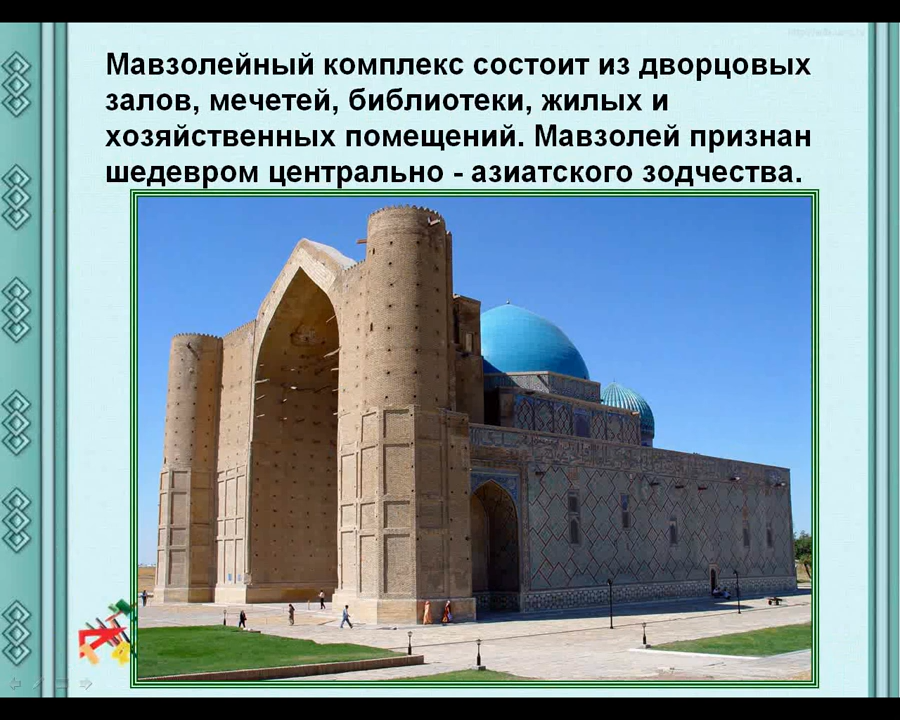 Мавзолейный комплекс состоит из дворцовых
залов, мечетей, библиотеки, жилых и
хозяйственных помещений. Мавзолей признан
шедевром центрально - азиатского зодчества.